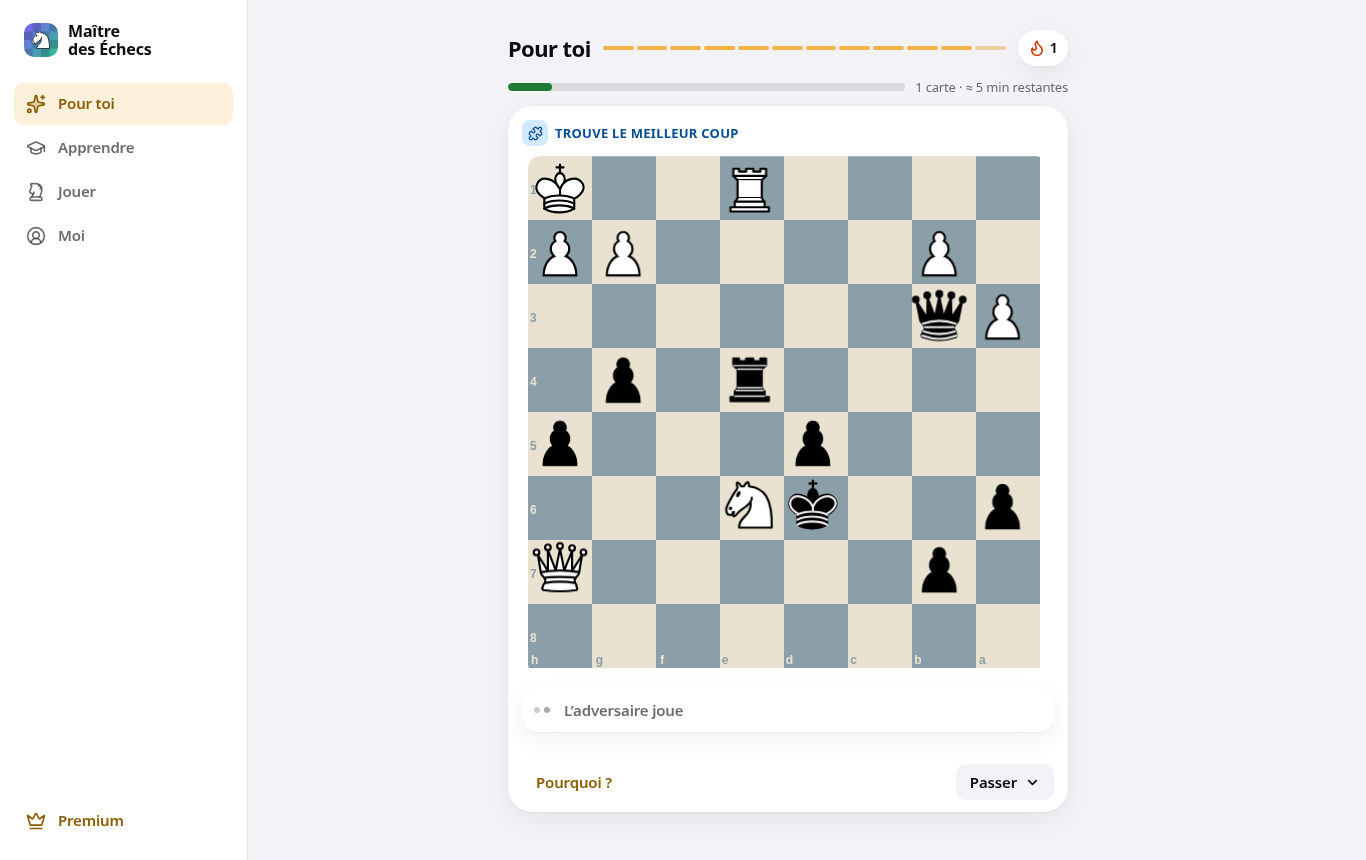 Maître
des Échecs
Pour toi
Apprendre
Jouer
Moi
Premium
Pour toi
1
1 carte · ≈ 5 min restantes
TROUVE LE MEILLEUR COUP
1
2
3
4
5
6
7
8
h g f e d c b a
L’adversaire joue
Pourquoi ?
Passer